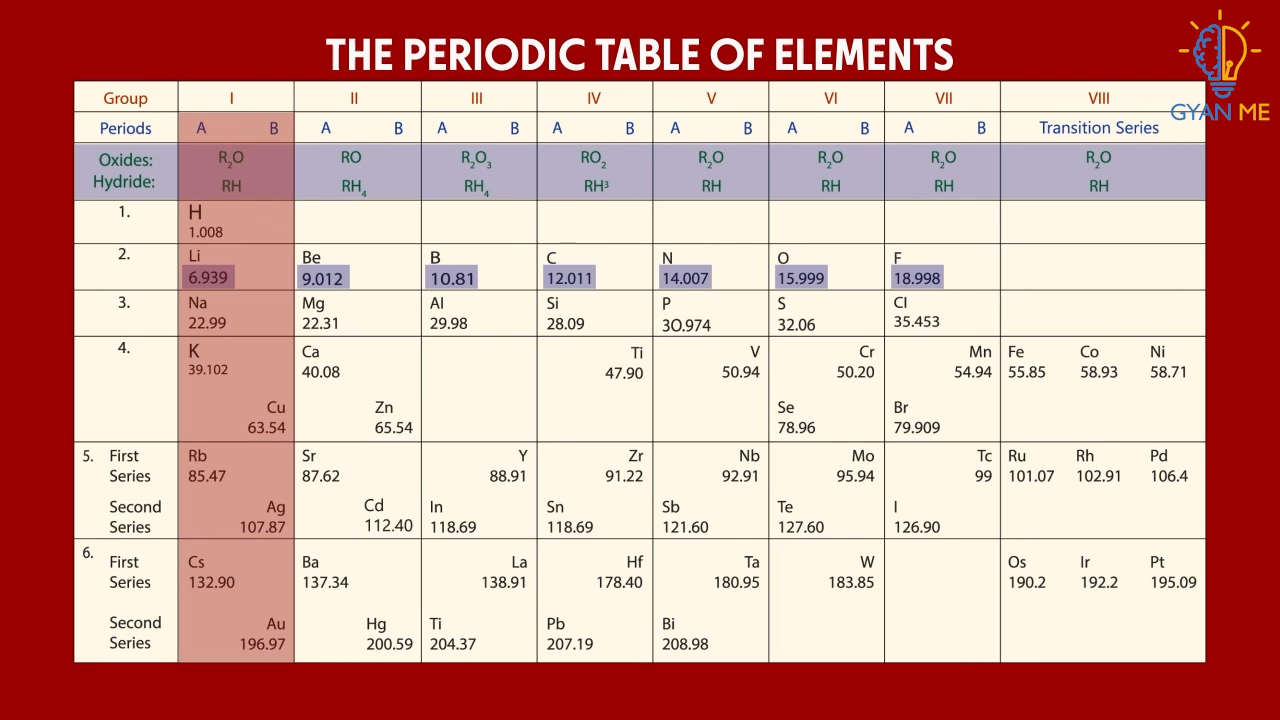 THE PERIODIC TABLE OF ELEMENTS
GYAN ME
Group I II III IV V VI VII VIII
Periods A B A B A B A B A B A B A B Transition Series
Oxides: R₂O RO R₂O₃ RO₂ R₂O R₂O R₂O R₂O
Hydride: RH RH₄ RH₄ RH³ RH RH RH RH
1. H
1.008
2. Li Be B C N O F
6.939 9.012 10.81 12.011 14.007 15.999 18.998
3. Na Mg Al Si P S Cl
22.99 22.31 29.98 28.09 30.974 32.06 35.453
4. K Ca Ti V Cr Mn Fe Co Ni
39.102 40.08 47.90 50.94 50.20 54.94 55.85 58.93 58.71
Cu Zn Se Br
63.54 65.54 78.96 79.909
5. First Rb Sr Y Zr Nb Mo Tc Ru Rh Pd
Series 85.47 87.62 88.91 91.22 92.91 95.94 99 101.07 102.91 106.4
Second Ag Cd In Sn Sb Te I
Series 107.87 112.40 118.69 118.69 121.60 127.60 126.90
6. First Cs Ba La Hf Ta W Os Ir Pt
Series 132.90 137.34 138.91 178.40 180.95 183.85 190.2 192.2 195.09
Second Au Hg Ti Pb Bi
Series 196.97 200.59 204.37 207.19 208.98